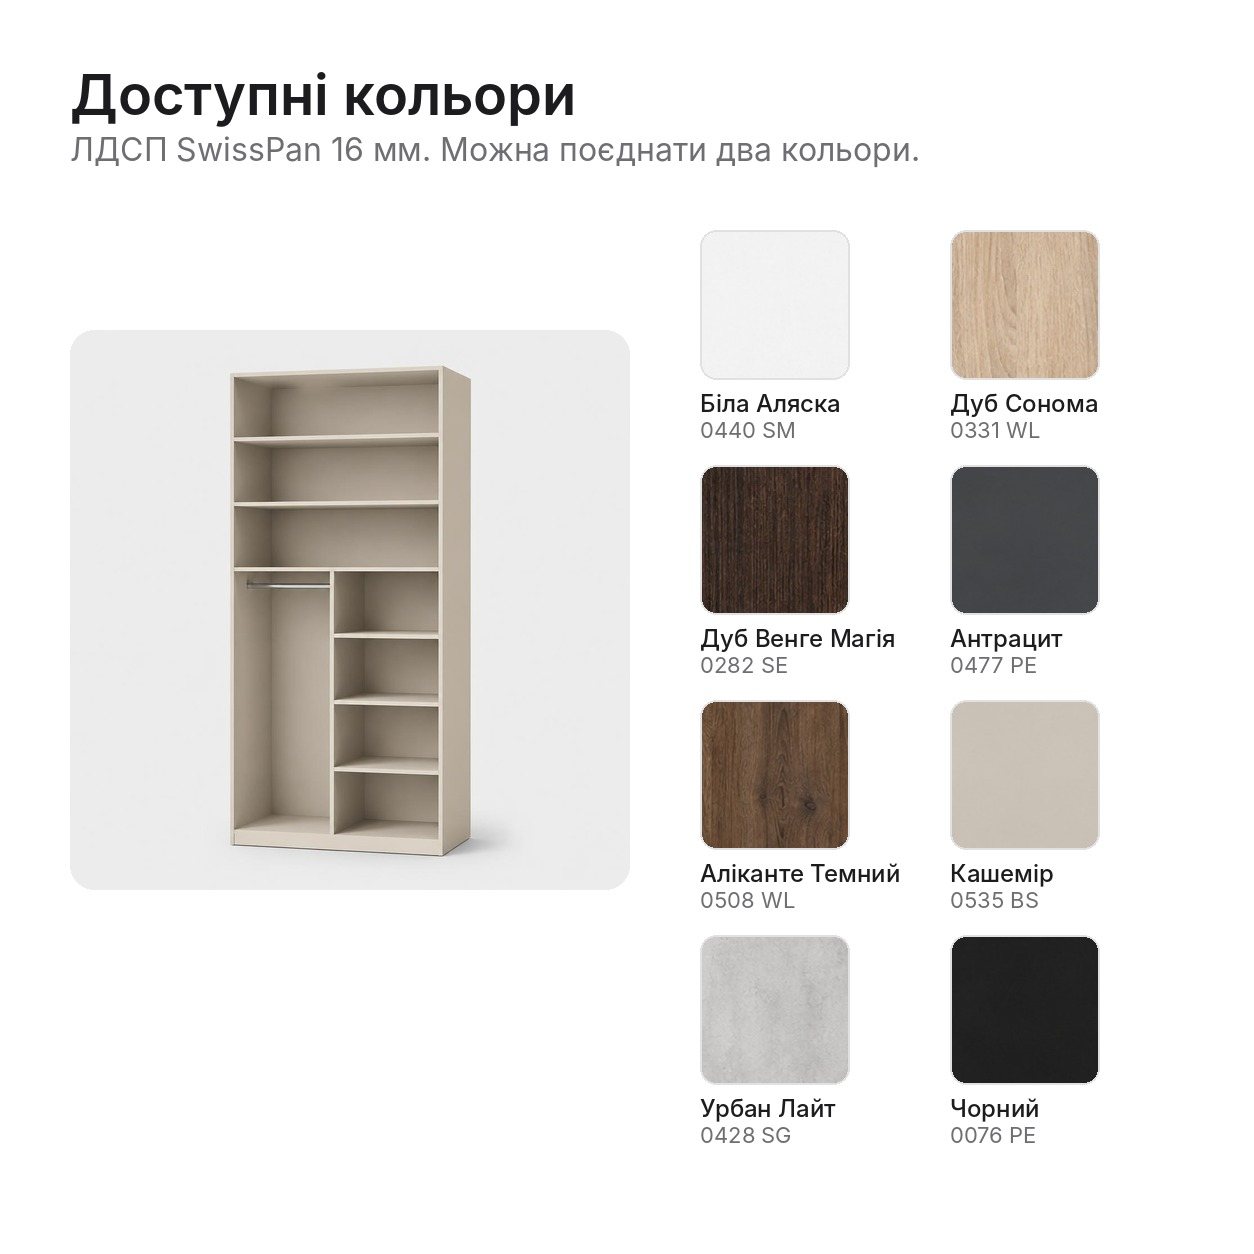 Доступні кольори
ЛДСП SwissPan 16 мм. Можна поєднати два кольори.
Біла Аляска
0440 SM
Дуб Сонома
0331 WL
Дуб Венге Магія
0282 SE
Антрацит
0477 PE
Аліканте Темний
0508 WL
Кашемір
0535 BS
Урбан Лайт
0428 SG
Чорний
0076 PE